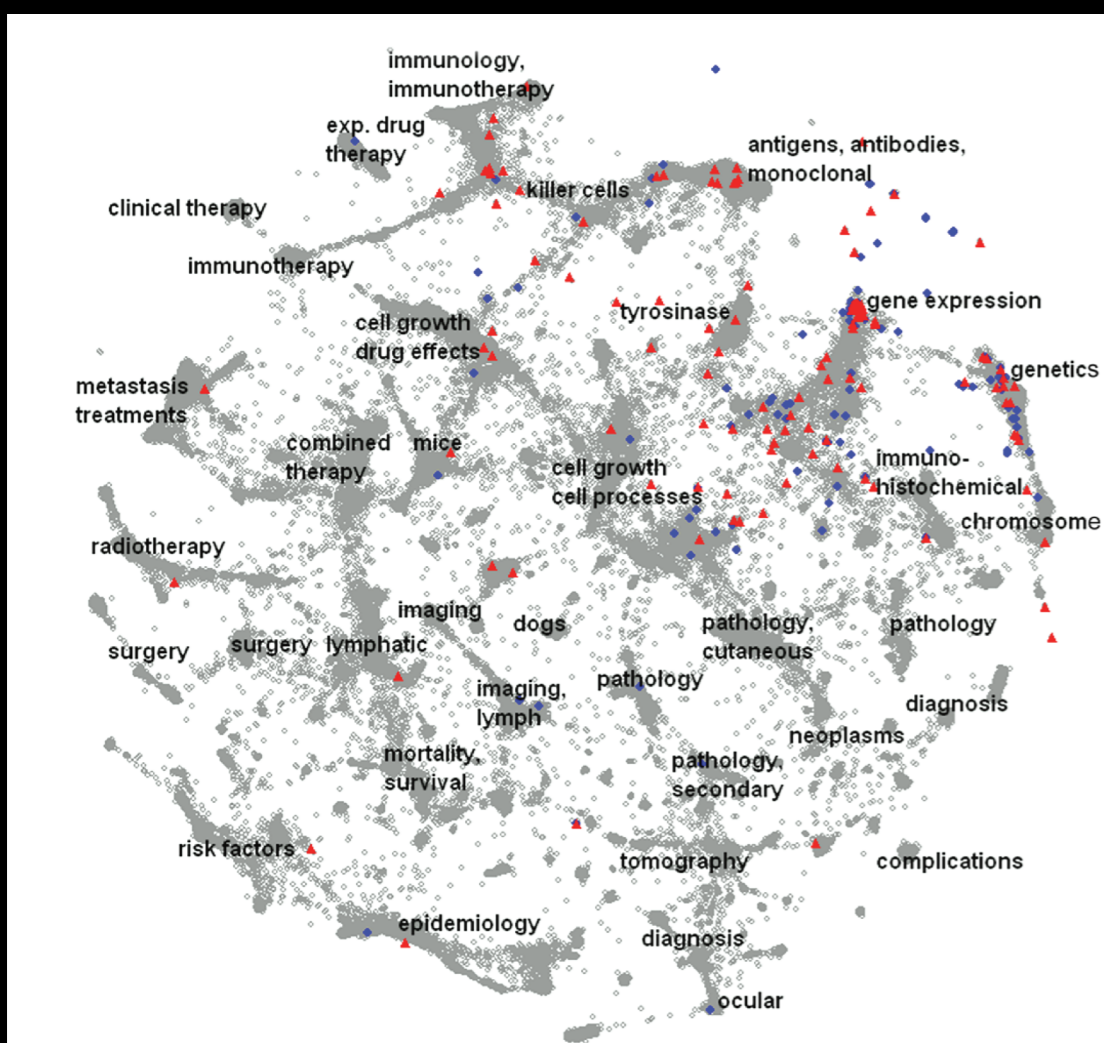 immunology,
immunotherapy
exp. drug
therapy
antigens, antibodies,
monoclonal
killer cells
clinical therapy
immunotherapy
gene expression
tyrosinase
cell growth
drug effects
genetics
metastasis
treatments
combined
therapy
mice
cell growth
cell processes
immuno-
histochemical
chromosome
radiotherapy
imaging
dogs
pathology,
cutaneous
pathology
surgery
surgery
lymphatic
pathology
imaging,
lymph
diagnosis
neoplasms
mortality,
survival
pathology,
secondary
risk factors
tomography
complications
epidemiology
diagnosis
ocular